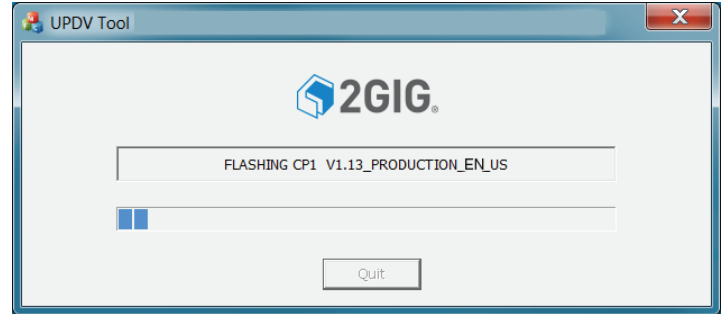 UPDV Tool
2GIG®
FLASHING CP1 V1.13_PRODUCTION_EN_US
Quit